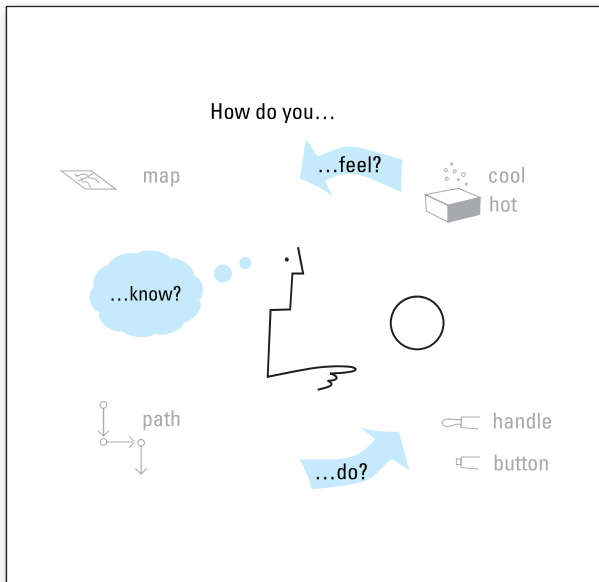 How do you…
…feel?
map
cool
hot
…know?
path
handle
…do?
button